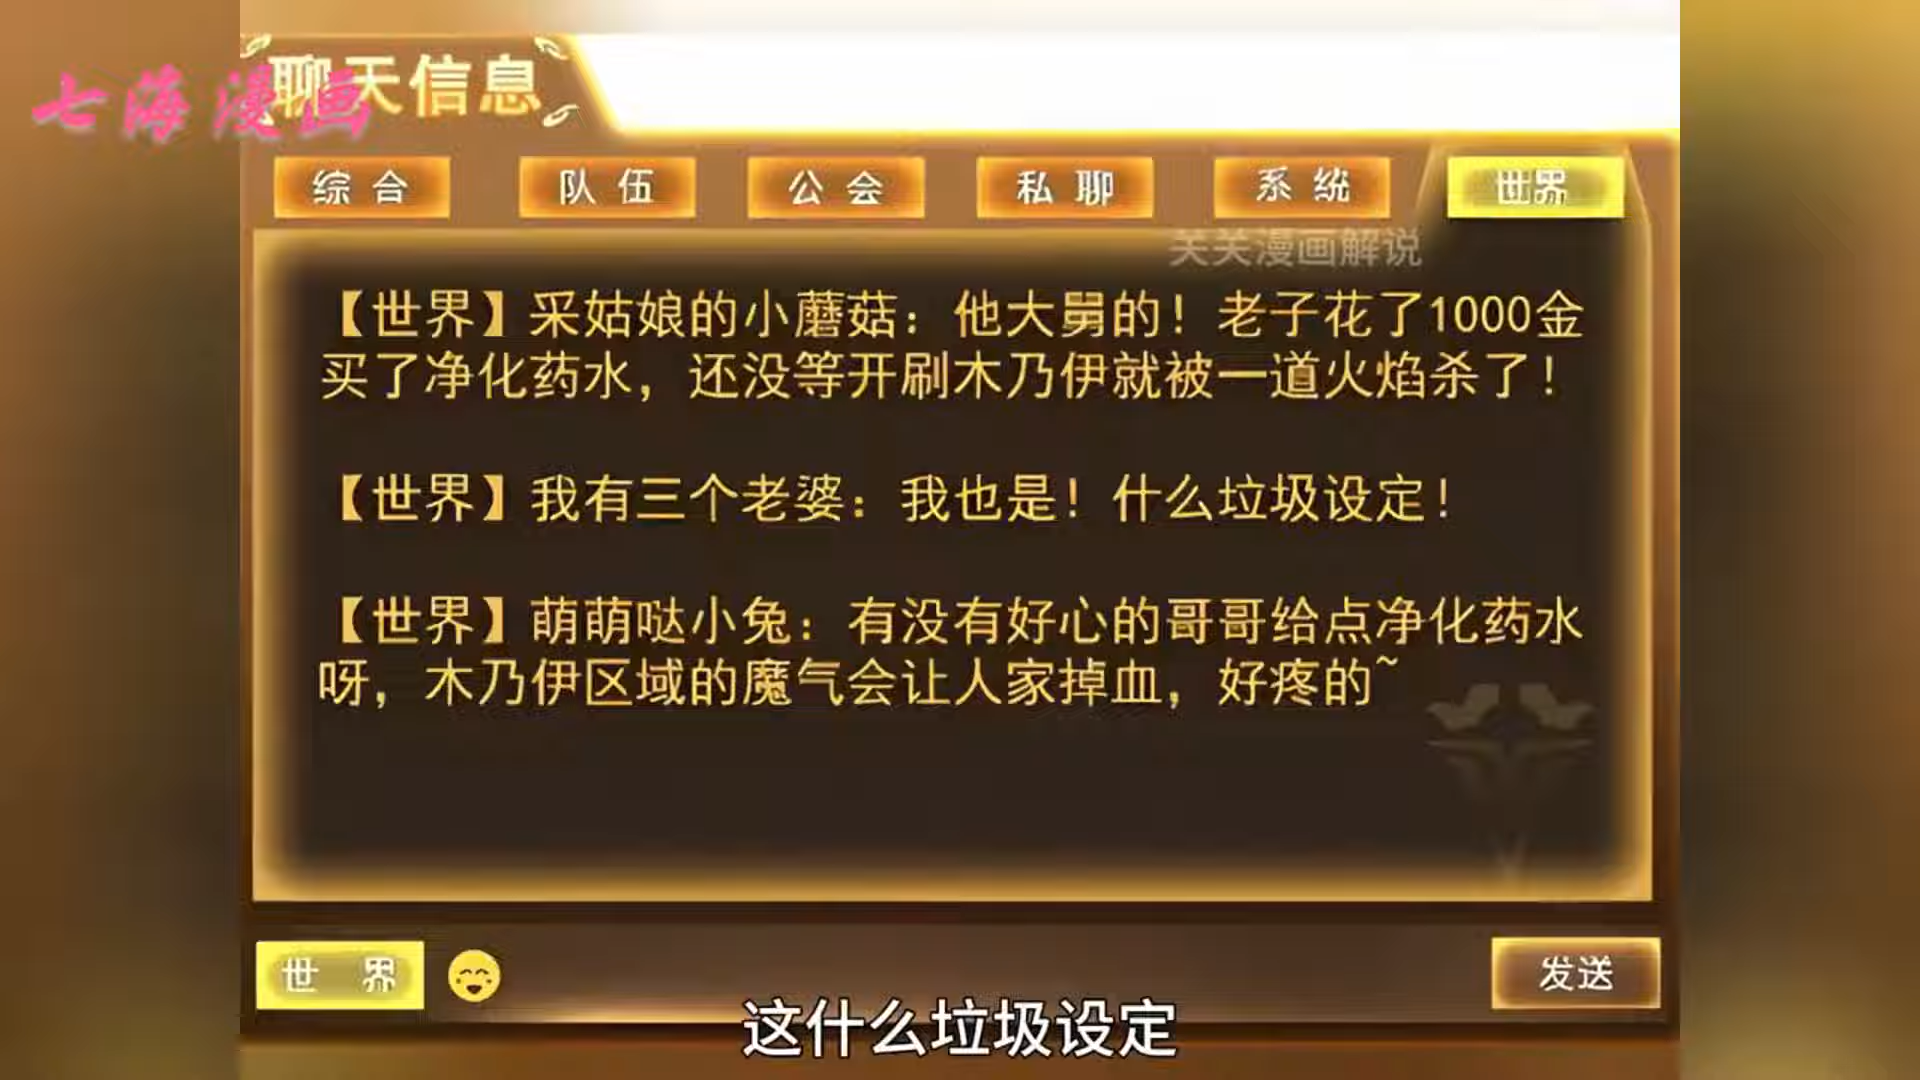 七海漫画
聊天信息
综合
队伍
公会
私聊
系统
世界
关关漫画解说
【世界】采姑娘的小蘑菇：他大舅的！老子花了1000金
买了净化药水，还没等开刷木乃伊就被一道火焰杀了！
【世界】我有三个老婆：我也是！什么垃圾设定！
【世界】萌萌哒小兔：有没有好心的哥哥给点净化药水
呀，木乃伊区域的魔气会让人家掉血，好疼的~
世界
发送
这什么垃圾设定